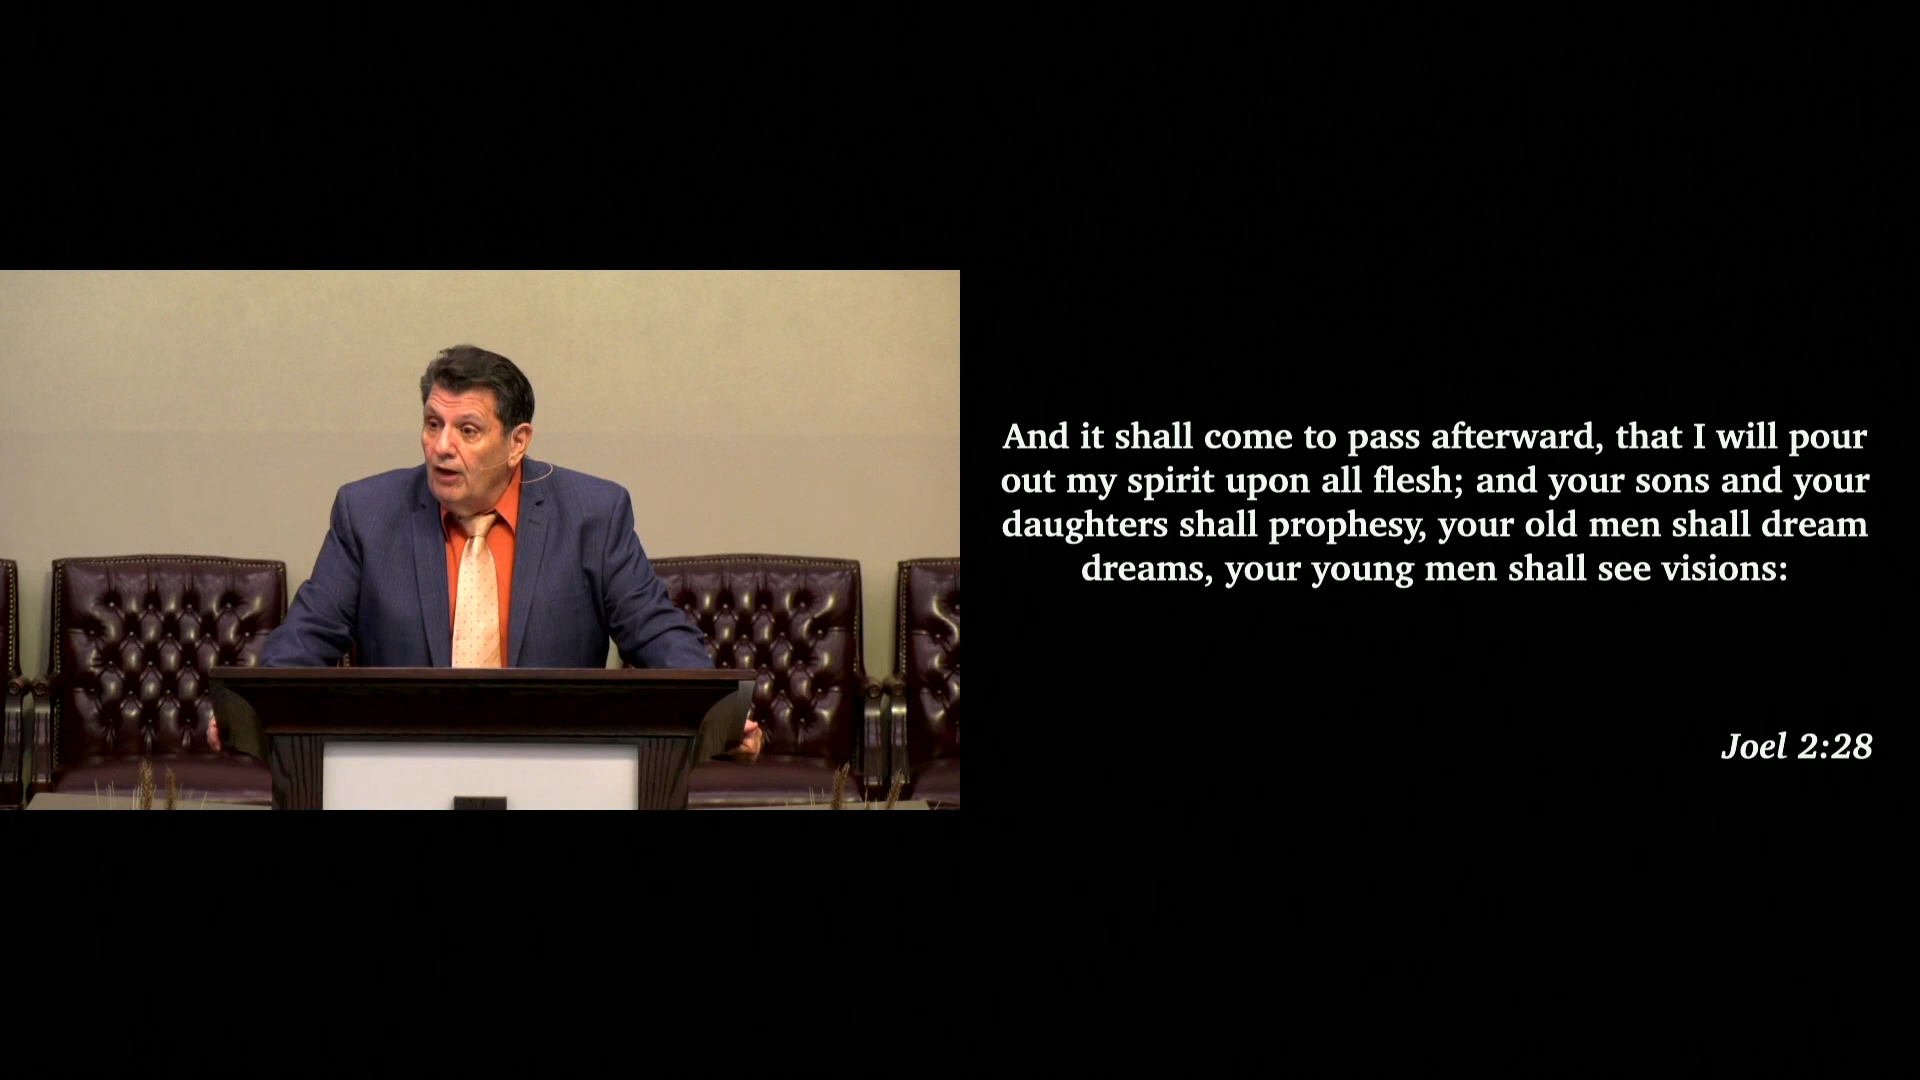 And it shall come to pass afterward, that I will pour
out my spirit upon all flesh; and your sons and your
daughters shall prophesy, your old men shall dream
dreams, your young men shall see visions:
Joel 2:28